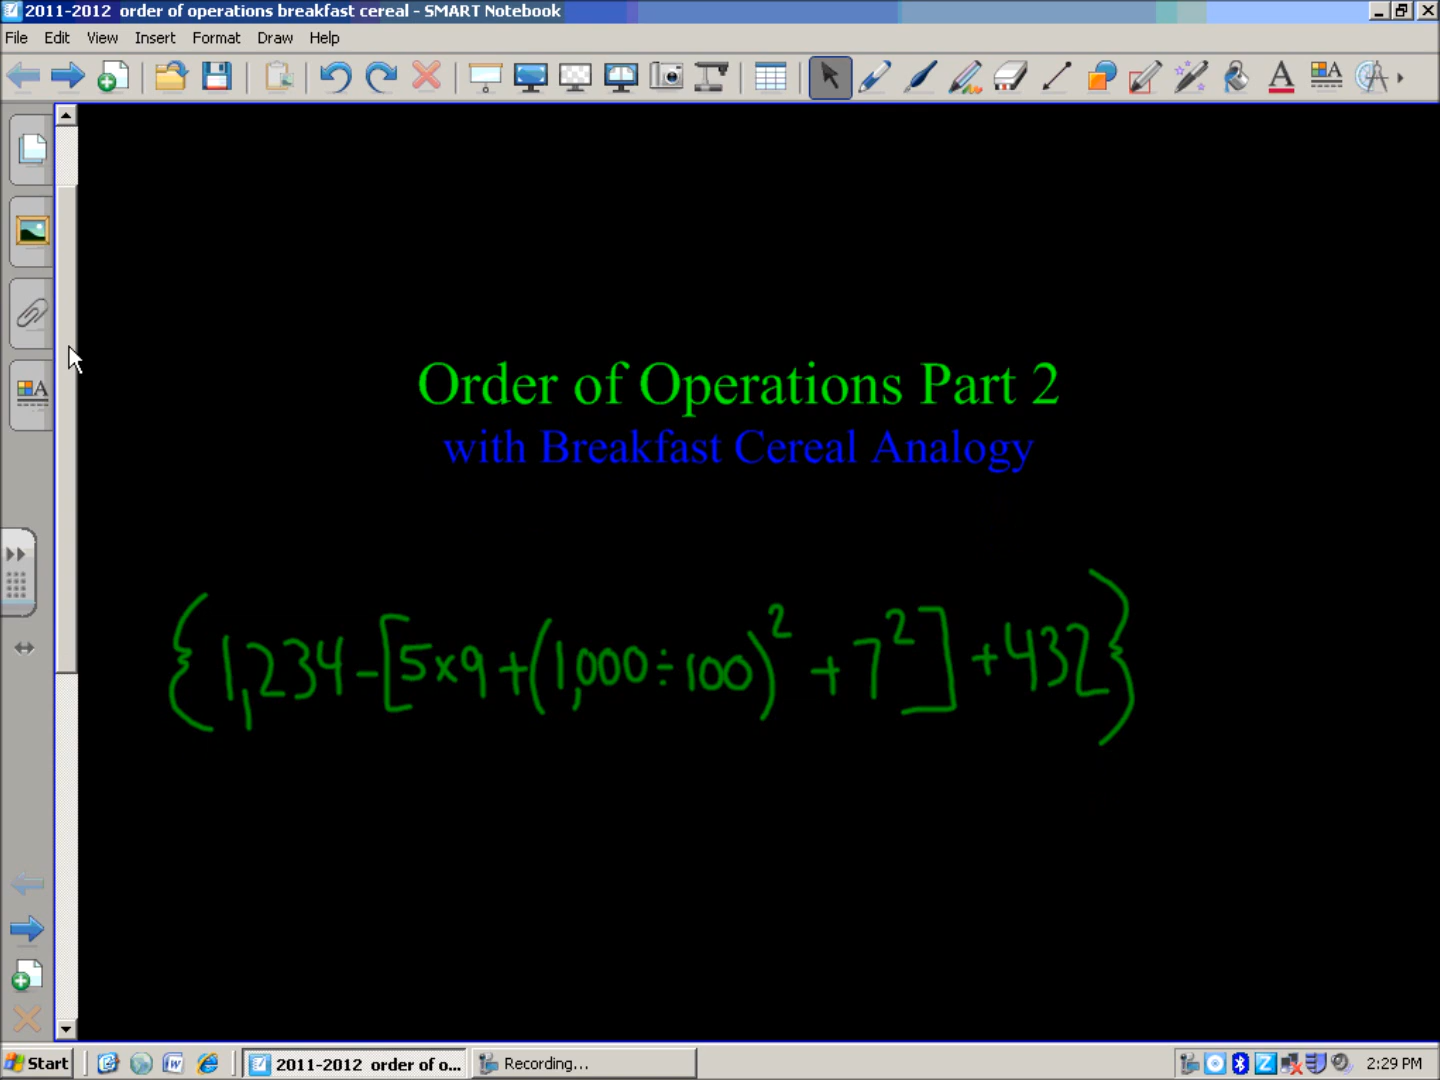 2011-2012 order of operations breakfast cereal - SMART Notebook
File Edit View Insert Format Draw Help
Order of Operations Part 2
with Breakfast Cereal Analogy
{1,234-[5x9+(1,000÷100)²+7²]+432}
Start 2011-2012 order of o... Recording... 2:29 PM